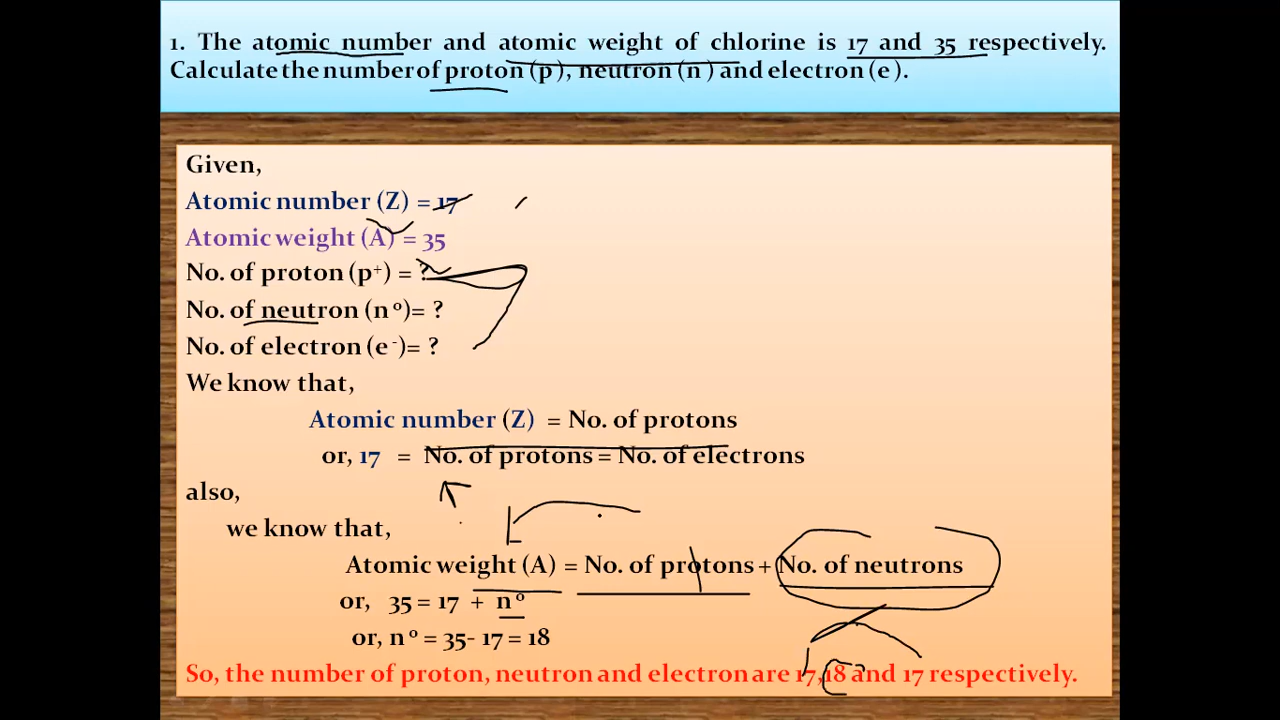 1. The atomic number and atomic weight of chlorine is 17 and 35 respectively.
Calculate the number of proton (p), neutron (n ) and electron (e ).
Given,
Atomic number (Z) = 17
Atomic weight (A) = 35
No. of proton (p⁺) = ?
No. of neutron (n⁰)= ?
No. of electron (e⁻)= ?
We know that,
Atomic number (Z) = No. of protons
or, 17 = No. of protons = No. of electrons
also,
we know that,
Atomic weight (A) = No. of protons + No. of neutrons
or, 35 = 17 + n⁰
or, n⁰ = 35- 17 = 18
So, the number of proton, neutron and electron are 17,18 and 17 respectively.